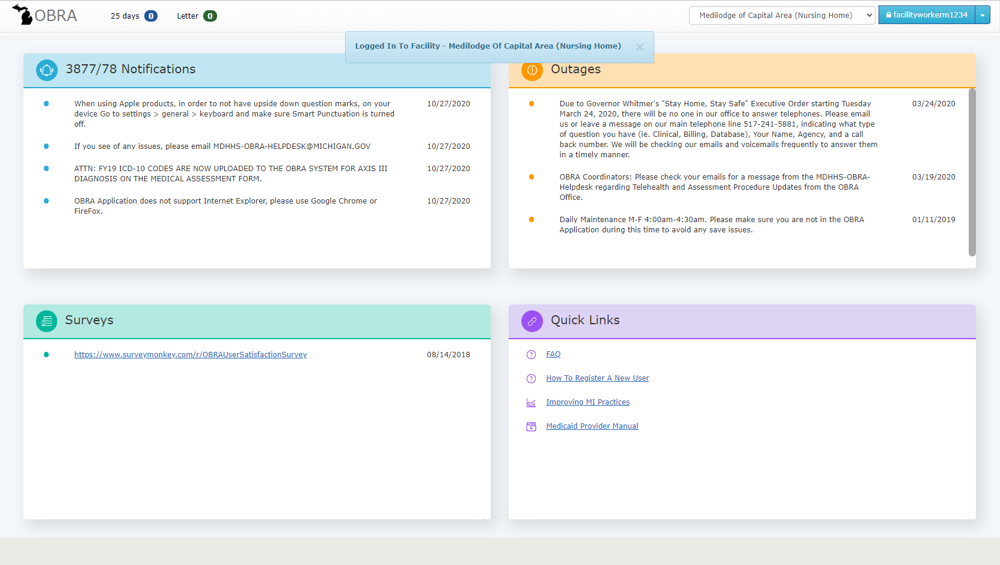 OBRA
25 days 0
Letter 0
Medilodge of Capital Area (Nursing Home)
facilityworkerm1234
Logged In To Facility - Medilodge Of Capital Area (Nursing Home) ×
3877/78 Notifications
When using Apple products, in order to not have upside down question marks, on your
device Go to settings > general > keyboard and make sure Smart Punctuation is turned
off.
10/27/2020
If you see of any issues, please email MDHHS-OBRA-HELPDESK@MICHIGAN.GOV
10/27/2020
ATTN: FY19 ICD-10 CODES ARE NOW UPLOADED TO THE OBRA SYSTEM FOR AXIS III
DIAGNOSIS ON THE MEDICAL ASSESSMENT FORM.
10/27/2020
OBRA Application does not support Internet Explorer, please use Google Chrome or
FireFox.
10/27/2020
Outages
Due to Governor Whitmer's "Stay Home, Stay Safe" Executive Order starting Tuesday
March 24, 2020, there will be no one in our office to answer telephones. Please email
us or leave a message on our main telephone line 517-241-5881, indicating what type
of question you have (ie. Clinical, Billing, Database), Your Name, Agency, and a call
back number. We will be checking our emails and voicemails frequently to answer them
in a timely manner.
03/24/2020
OBRA Coordinators: Please check your emails for a message from the MDHHS-OBRA-
Helpdesk regarding Telehealth and Assessment Procedure Updates from the OBRA
Office.
03/19/2020
Daily Maintenance M-F 4:00am-4:30am. Please make sure you are not in the OBRA
Application during this time to avoid any save issues.
01/11/2019
Surveys
https://www.surveymonkey.com/r/OBRAUserSatisfactionSurvey
08/14/2018
Quick Links
FAQ
How To Register A New User
Improving MI Practices
Medicaid Provider Manual